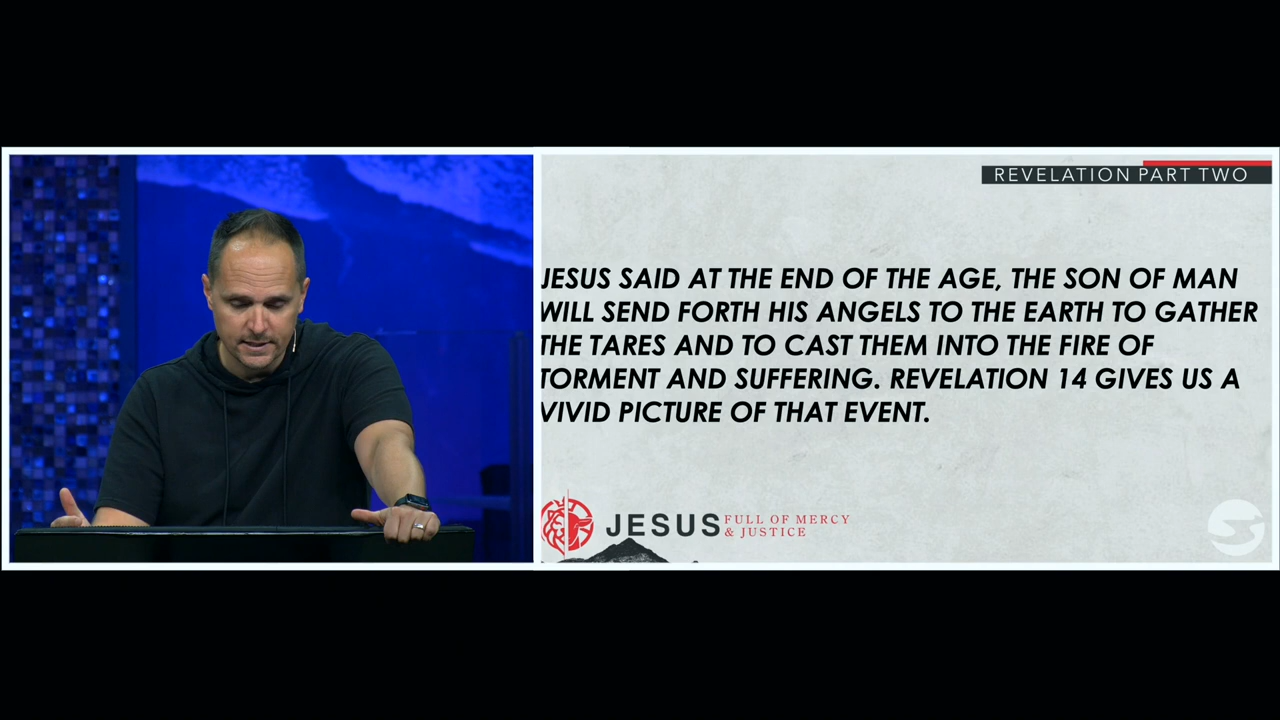 REVELATION PART TWO
JESUS SAID AT THE END OF THE AGE, THE SON OF MAN
WILL SEND FORTH HIS ANGELS TO THE EARTH TO GATHER
THE TARES AND TO CAST THEM INTO THE FIRE OF
TORMENT AND SUFFERING. REVELATION 14 GIVES US A
VIVID PICTURE OF THAT EVENT.
JESUS FULL OF MERCY
& JUSTICE